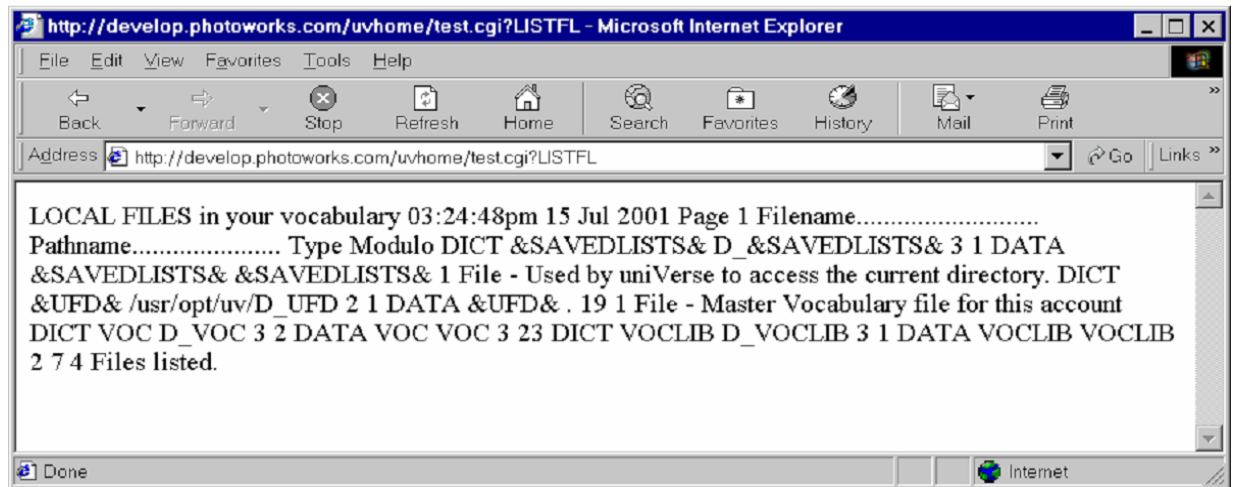 http://develop.photoworks.com/uvhome/test.cgi?LISTFL - Microsoft Internet Explorer
File Edit View Favorites Tools Help
Back Forward Stop Refresh Home Search Favorites History Mail Print »
Address http://develop.photoworks.com/uvhome/test.cgi?LISTFL Go Links »
LOCAL FILES in your vocabulary 03:24:48pm 15 Jul 2001 Page 1 Filename...........................
Pathname...................... Type Modulo DICT &SAVEDLISTS& D_&SAVEDLISTS& 3 1 DATA
&SAVEDLISTS& &SAVEDLISTS& 1 File - Used by uniVerse to access the current directory. DICT
&UFD& /usr/opt/uv/D_UFD 2 1 DATA &UFD& . 19 1 File - Master Vocabulary file for this account
DICT VOC D_VOC 3 2 DATA VOC VOC 3 23 DICT VOCLIB D_VOCLIB 3 1 DATA VOCLIB VOCLIB
2 7 4 Files listed.
Done Internet